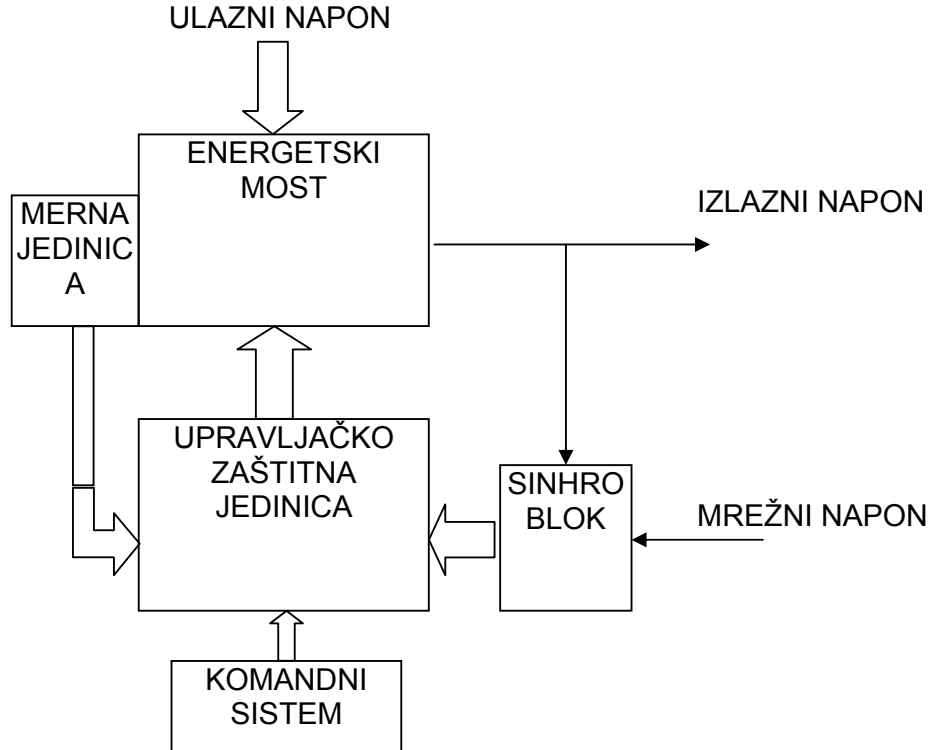 ULAZNI NAPON
ENERGETSKI
MOST
MERNA
JEDINIC
A
IZLAZNI NAPON
UPRAVLJAČKO
ZAŠTITNA
JEDINICA
SINHRO
BLOK
MREŽNI NAPON
KOMANDNI
SISTEM